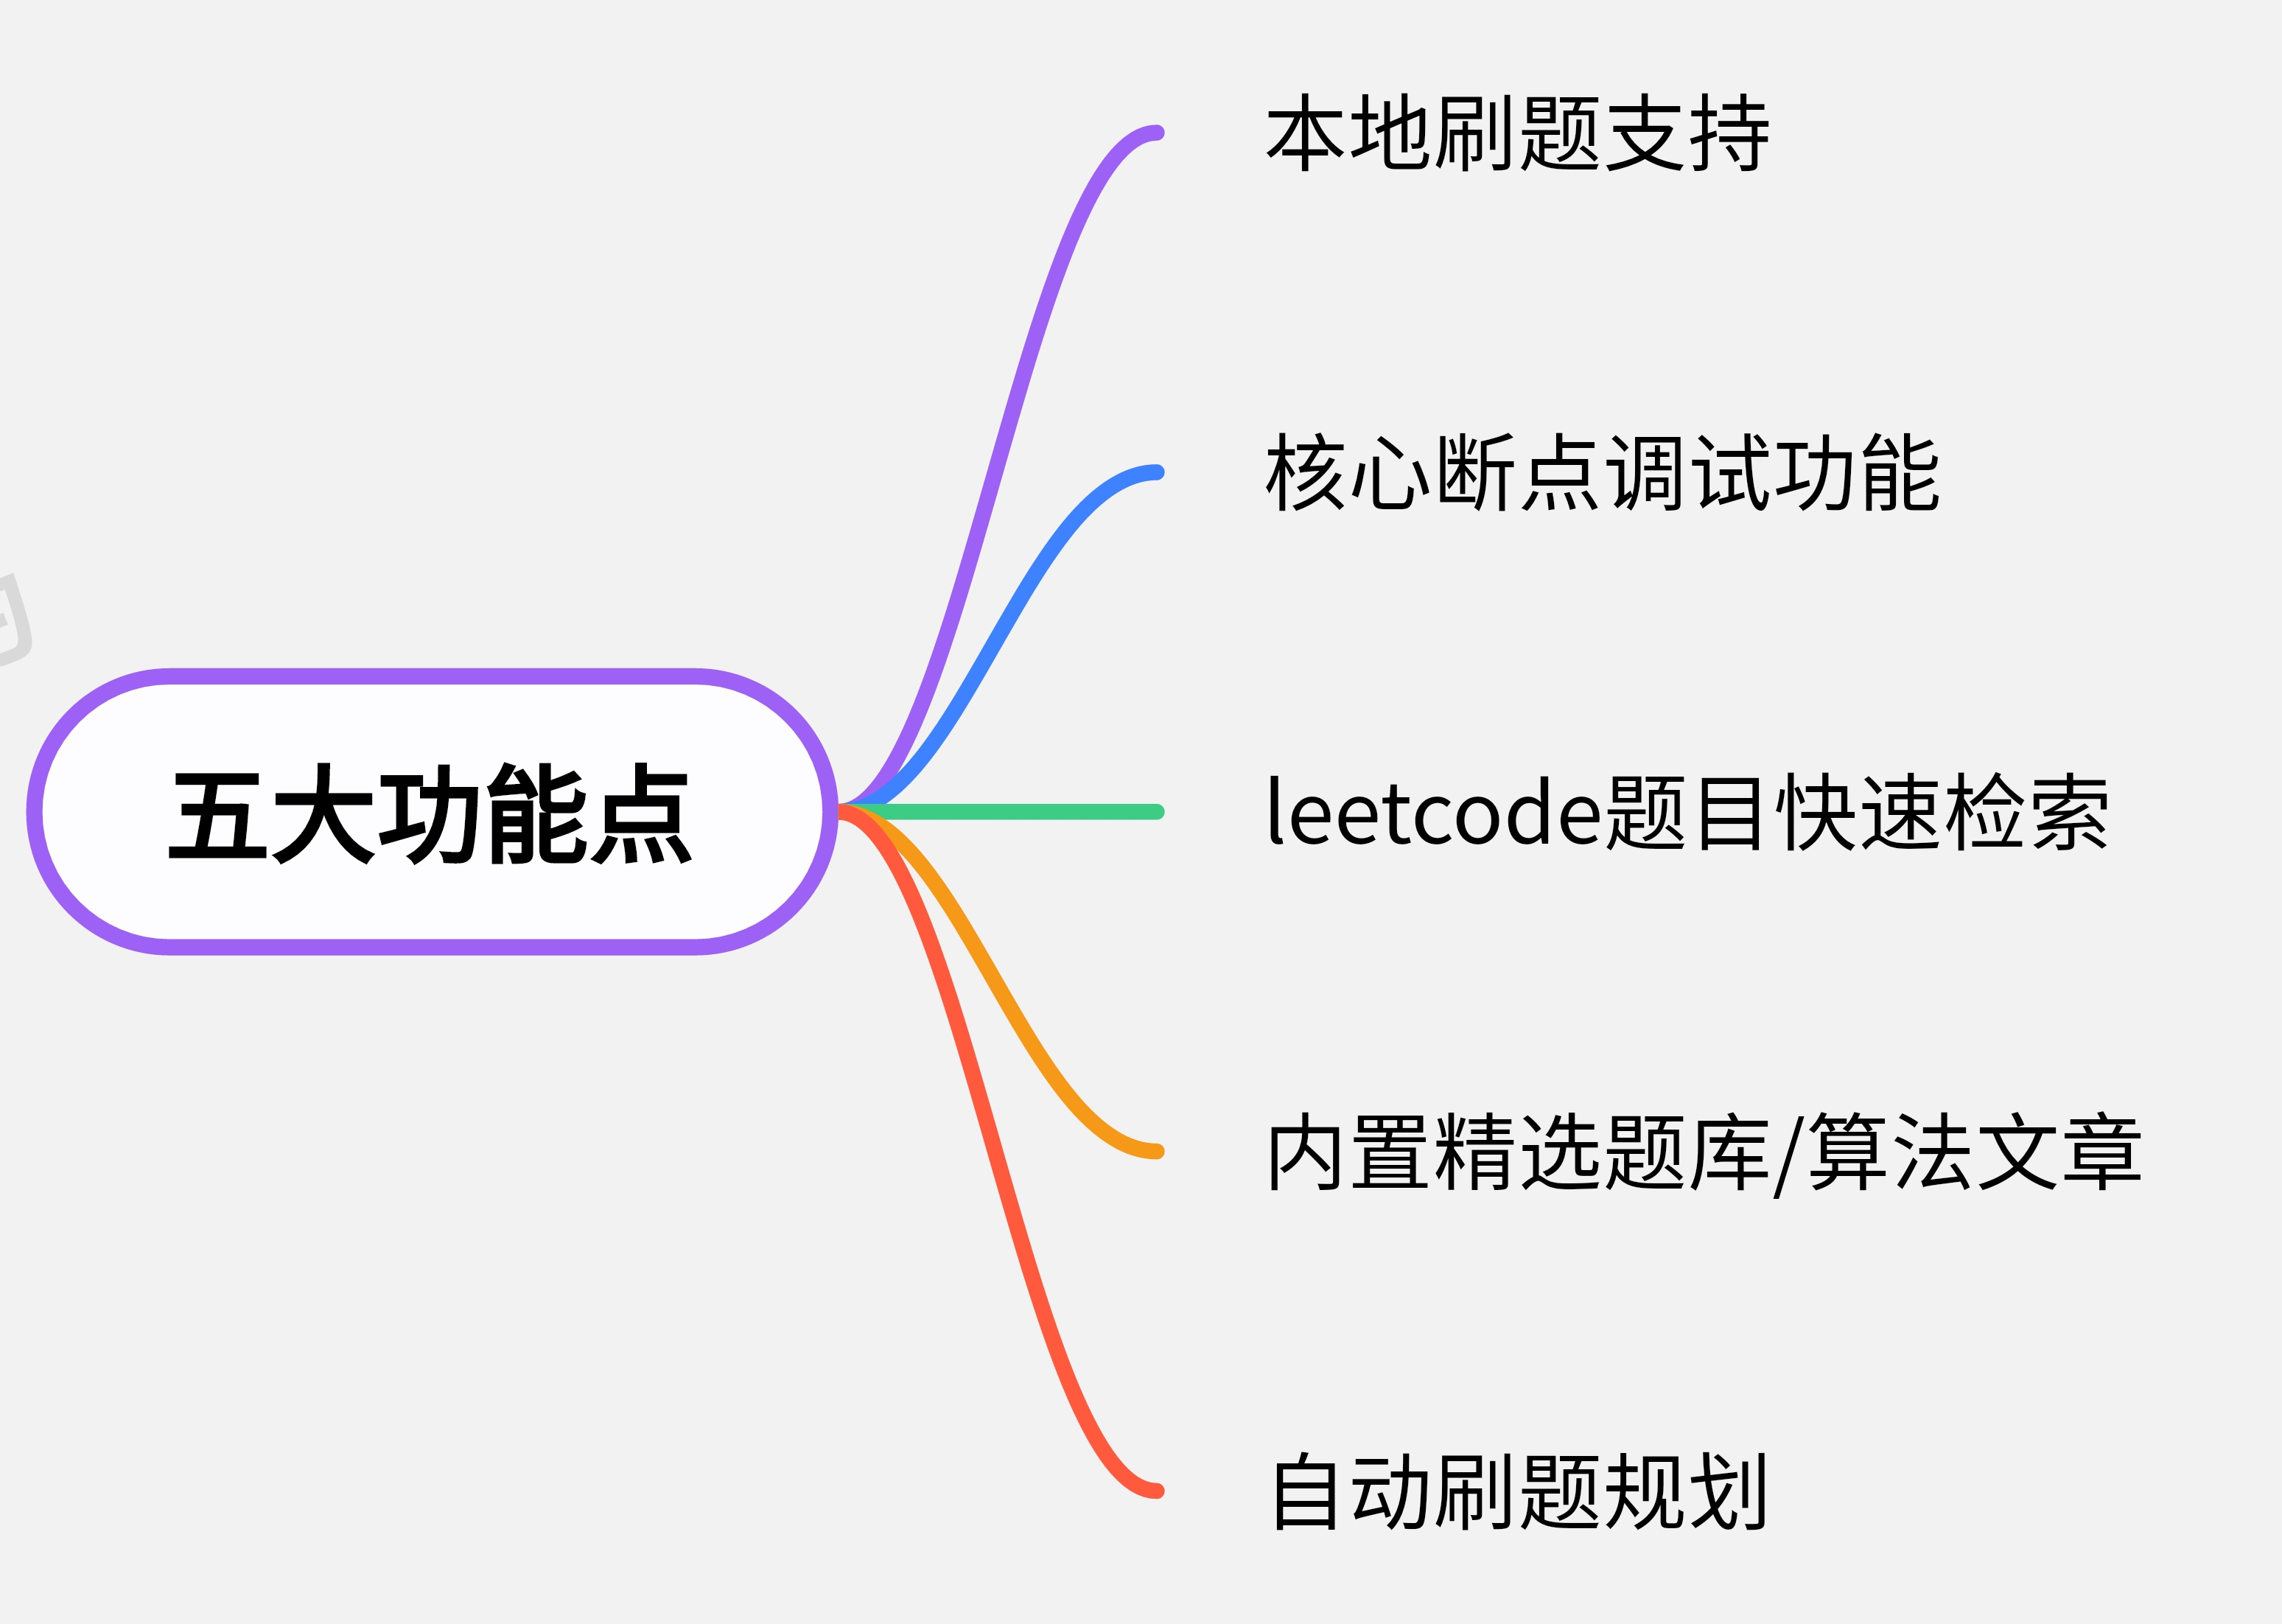 本地刷题支持
核心断点调试功能
五大功能点
leetcode题目快速检索
内置精选题库/算法文章
自动刷题规划